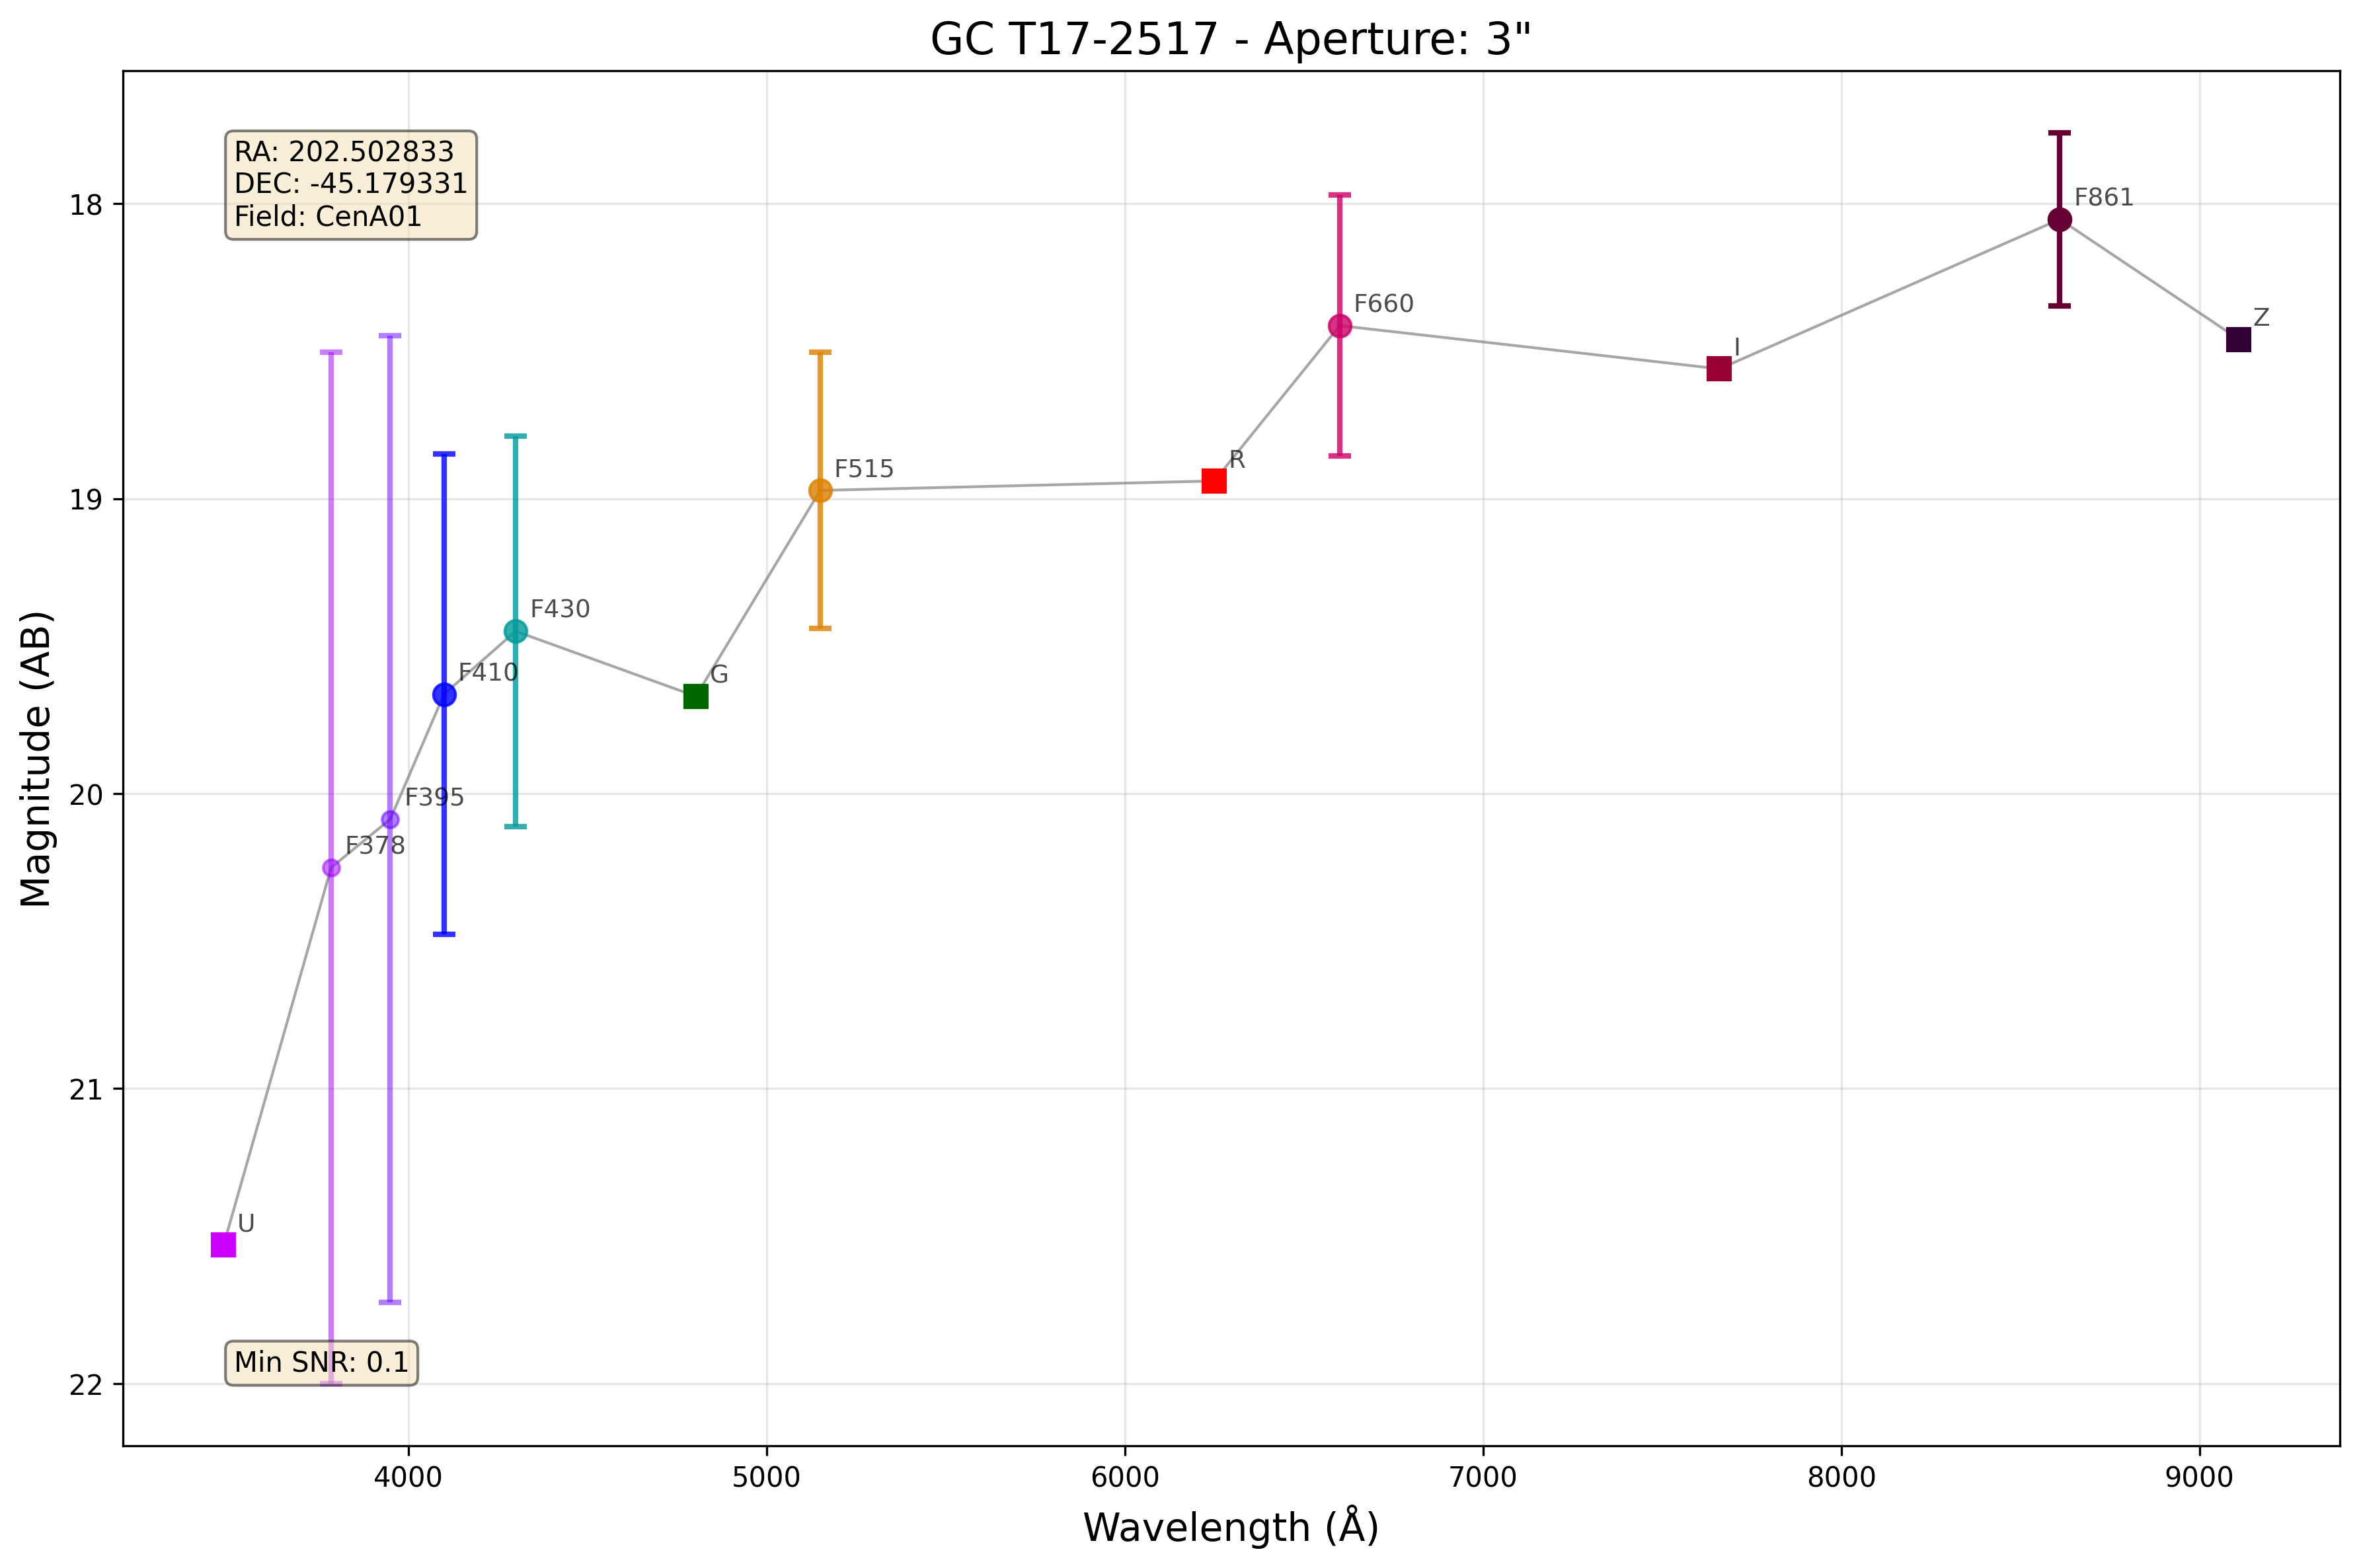 GC T17-2517 - Aperture: 3"
RA: 202.502833
DEC: -45.179331
Field: CenA01
F861
Z
F660
I
R
F515
F430
G
F410
F395
F378
U
Min SNR: 0.1
18
19
20
21
22
Magnitude (AB)
4000
5000
6000
7000
8000
9000
Wavelength (Å)